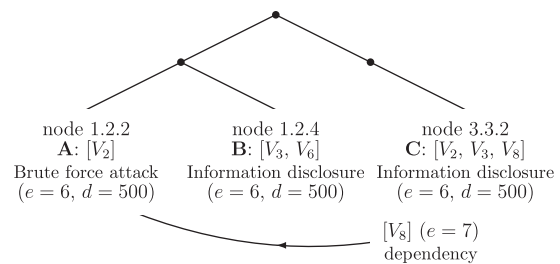 node 1.2.2
A: [V₂]
Brute force attack
(e = 6, d = 500)
node 1.2.4
B: [V₃, V₆]
Information disclosure
(e = 6, d = 500)
node 3.3.2
C: [V₂, V₃, V₈]
Information disclosure
(e = 6, d = 500)
[V₈] (e = 7)
dependency